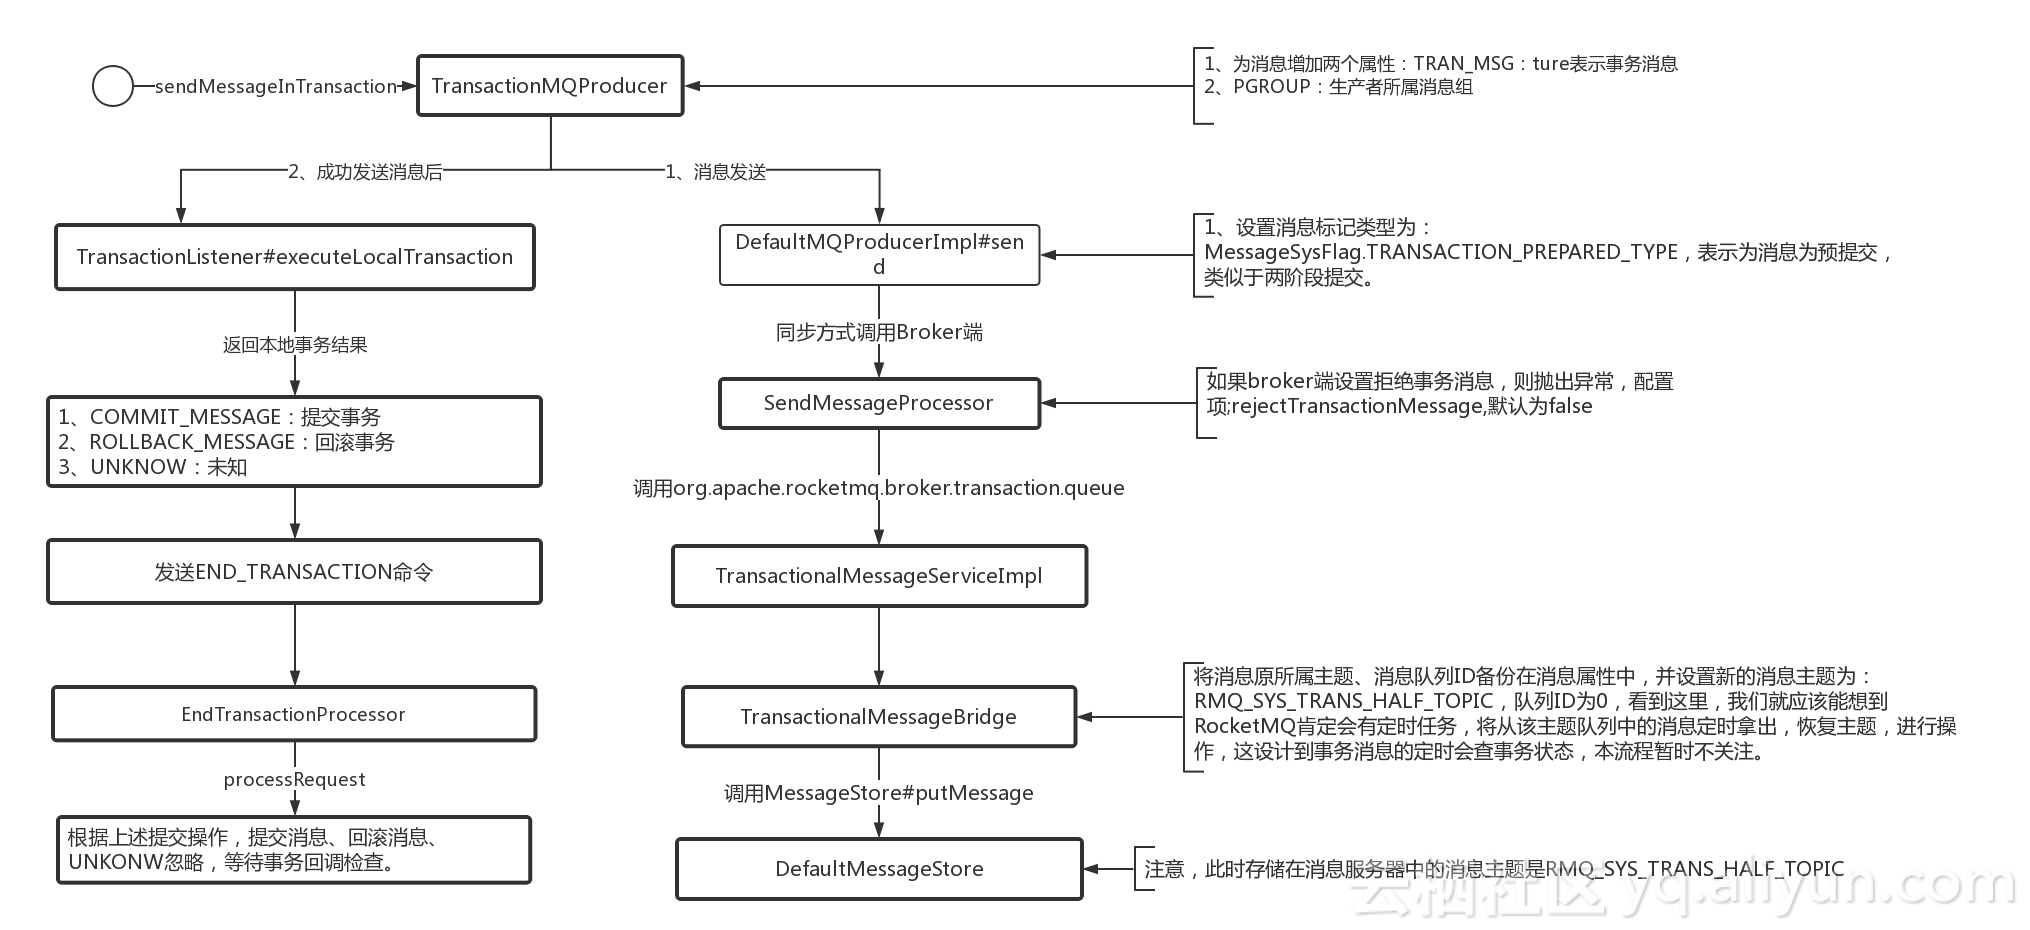 sendMessageInTransaction
TransactionMQProducer
1、为消息增加两个属性：TRAN_MSG：ture表示事务消息
2、PGROUP：生产者所属消息组
2、成功发送消息后
1、消息发送
TransactionListener#executeLocalTransaction
DefaultMQProducerImpl#sen
d
1、设置消息标记类型为：
MessageSysFlag.TRANSACTION_PREPARED_TYPE，表示为消息为预提交，
类似于两阶段提交。
返回本地事务结果
同步方式调用Broker端
1、COMMIT_MESSAGE：提交事务
2、ROLLBACK_MESSAGE：回滚事务
3、UNKNOW：未知
SendMessageProcessor
如果broker端设置拒绝事务消息，则抛出异常，配置
项;rejectTransactionMessage,默认为false
调用org.apache.rocketmq.broker.transaction.queue
发送END_TRANSACTION命令
TransactionalMessageServiceImpl
EndTransactionProcessor
TransactionalMessageBridge
将消息原所属主题、消息队列ID备份在消息属性中，并设置新的消息主题为：
RMQ_SYS_TRANS_HALF_TOPIC，队列ID为0，看到这里，我们就应该能想到
RocketMQ肯定会有定时任务，将从该主题队列中的消息定时拿出，恢复主题，进行操
作，这设计到事务消息的定时会查事务状态，本流程暂时不关注。
processRequest
调用MessageStore#putMessage
根据上述提交操作，提交消息、回滚消息、
UNKONW忽略，等待事务回调检查。
DefaultMessageStore
注意，此时存储在消息服务器中的消息主题是RMQ_SYS_TRANS_HALF_TOPIC
云栖社区 yq.aliyun.com